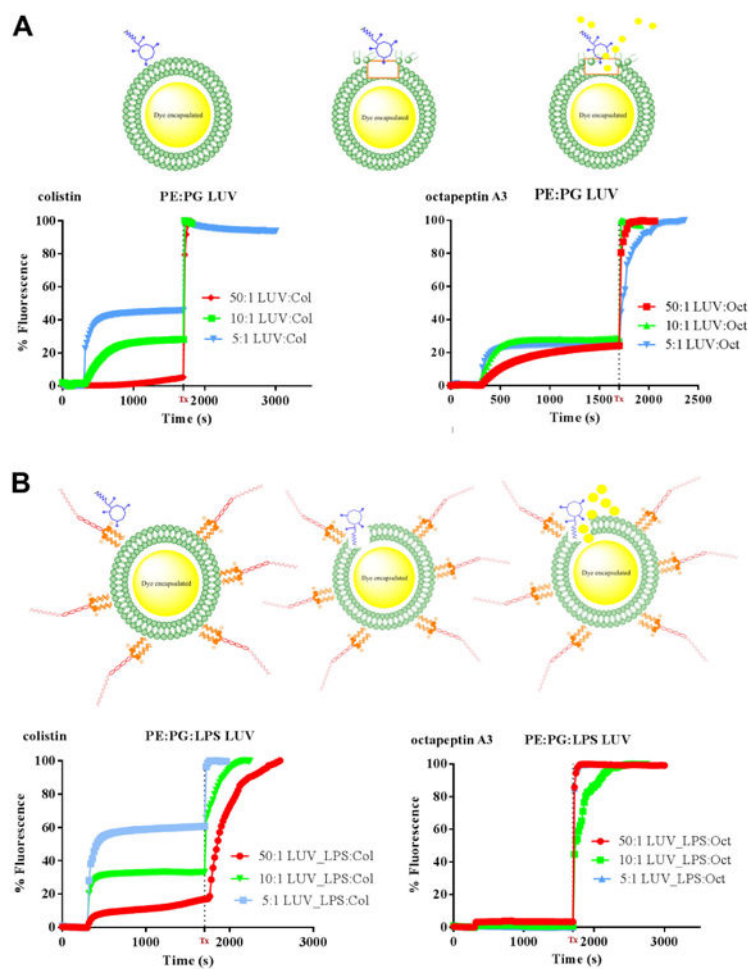 A
Dye encapsulated
Dye encapsulated
Dye encapsulated
colistin
PE:PG LUV
% Fluorescence
100
80
60
40
20
0
50:1 LUV:Col
10:1 LUV:Col
5:1 LUV:Col
0
1000
Tx
2000
3000
Time (s)
octapeptin A3
PE:PG LUV
% Fluorescence
100
80
60
40
20
0
50:1 LUV:Oct
10:1 LUV:Oct
5:1 LUV:Oct
0
500
1000
1500
Tx
2000
2500
Time (s)
B
Dye encapsulated
Dye encapsulated
Dye encapsulated
colistin
PE:PG:LPS LUV
% Fluorescence
100
80
60
40
20
0
50:1 LUV_LPS:Col
10:1 LUV_LPS:Col
5:1 LUV_LPS:Col
0
1000
Tx
2000
3000
Time (s)
octapeptin A3
PE:PG:LPS LUV
% Fluorescence
100
80
60
40
20
0
50:1 LUV_LPS:Oct
10:1 LUV_LPS:Oct
5:1 LUV_LPS:Oct
0
1000
Tx
2000
3000
Time (s)